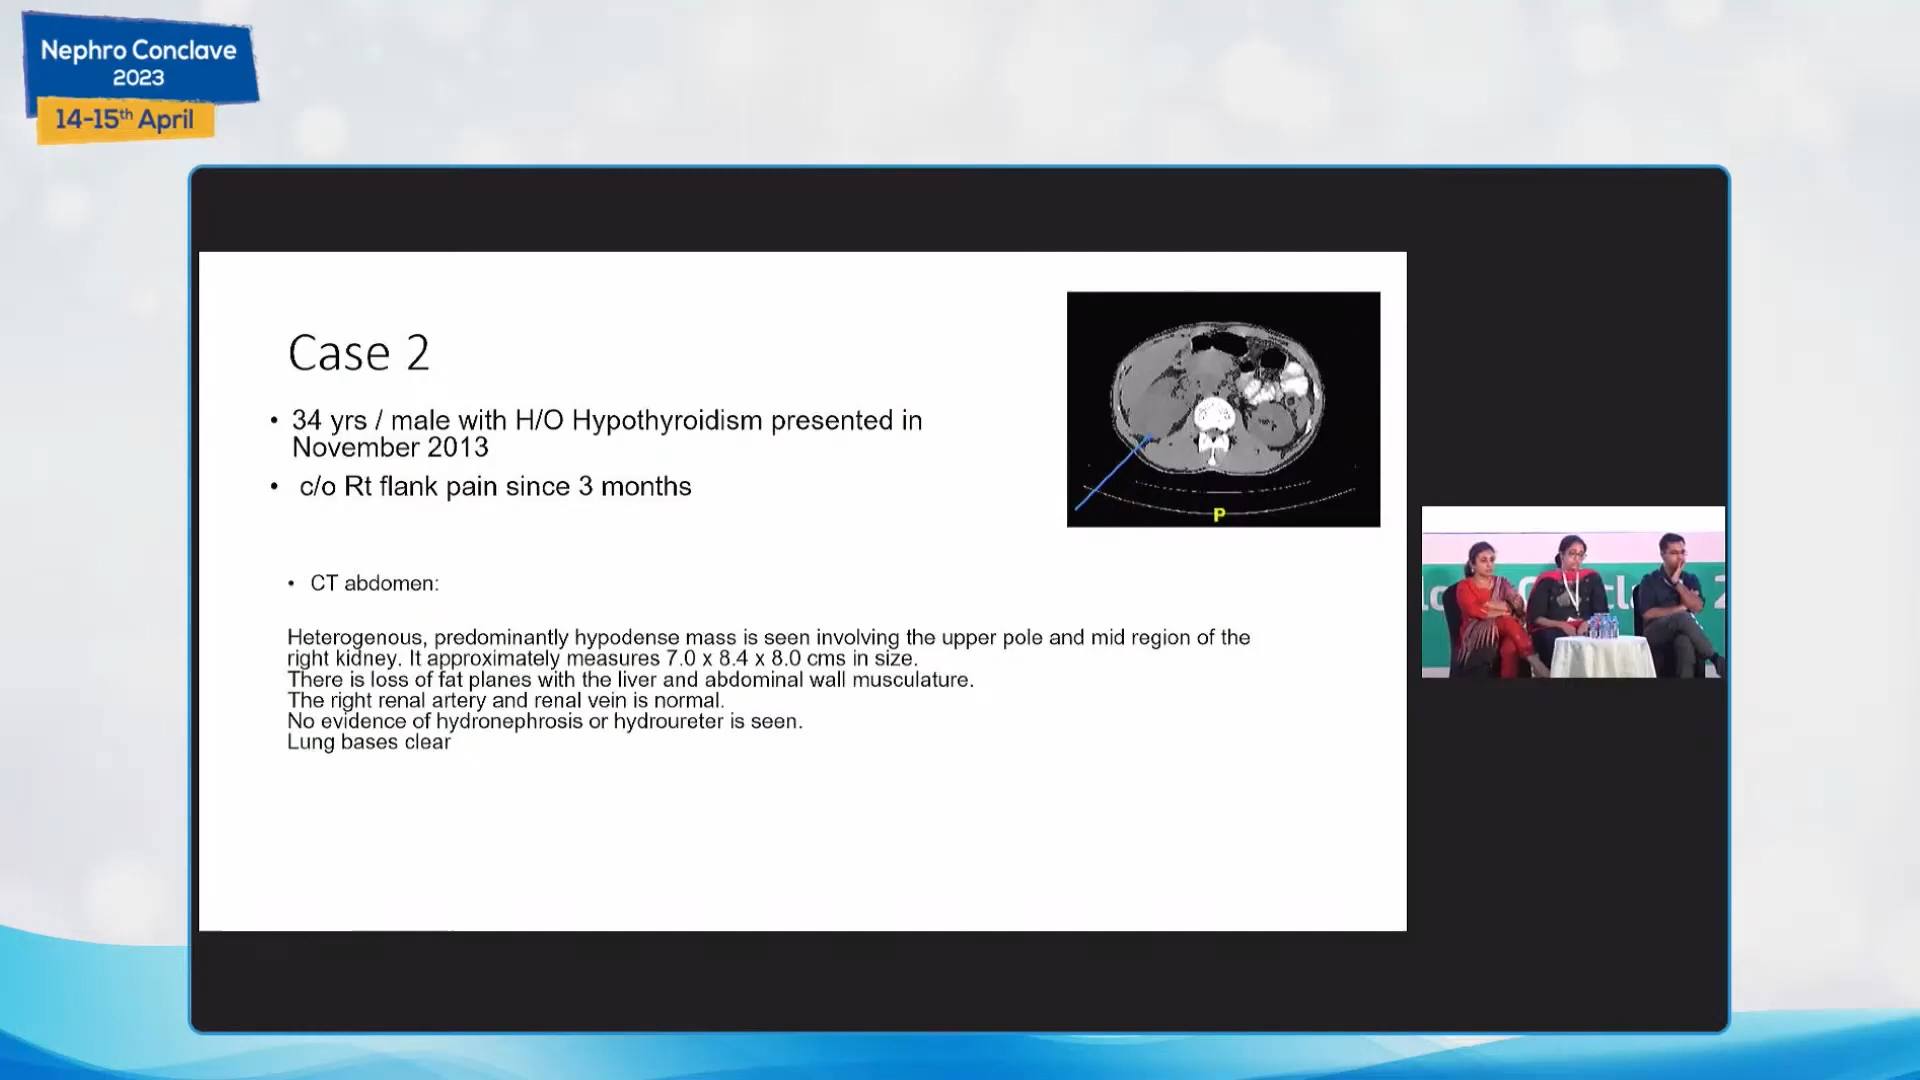 Nephro Conclave
2023
14-15th April
Case 2
• 34 yrs / male with H/O Hypothyroidism presented in
November 2013
• c/o Rt flank pain since 3 months
P
• CT abdomen:
Heterogenous, predominantly hypodense mass is seen involving the upper pole and mid region of the
right kidney. It approximately measures 7.0 x 8.4 x 8.0 cms in size.
There is loss of fat planes with the liver and abdominal wall musculature.
The right renal artery and renal vein is normal.
No evidence of hydronephrosis or hydroureter is seen.
Lung bases clear